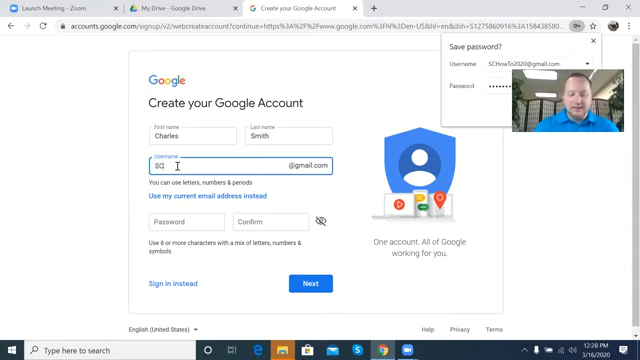 Launch Meeting - Zoom
My Drive - Google Drive
Create your Google Account
accounts.google.com/signup/v2/webcreateaccount?continue=https%3A%2F%2Fwww.google.com%2F&hl=en&dsh=S1275860916%3A158438580...
Save password?
Username SCHowTo2020@gmail.com
Password
Google
Create your Google Account
First name
Charles
Last name
Smith
Username
SC @gmail.com
You can use letters, numbers & periods
Use my current email address instead
Password
Confirm
Use 8 or more characters with a mix of letters, numbers &
symbols
One account. All of Google
working for you.
Sign in instead
Next
English (United States)
Help
Privacy
Terms
Type here to search
12:28 PM
3/16/2020